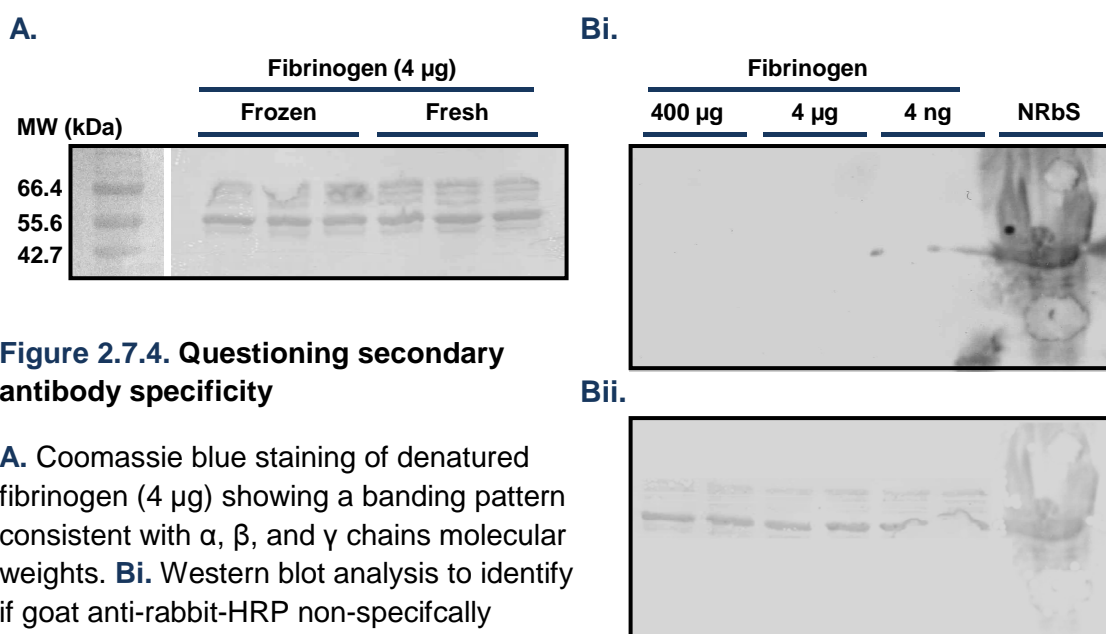 A.
Fibrinogen (4 µg)
Frozen Fresh
MW (kDa)
66.4
55.6
42.7
Bi.
Fibrinogen
400 µg 4 µg 4 ng NRbS
Bii.
Figure 2.7.4. Questioning secondary
antibody specificity
A. Coomassie blue staining of denatured
fibrinogen (4 µg) showing a banding pattern
consistent with α, β, and γ chains molecular
weights. Bi. Western blot analysis to identify
if goat anti-rabbit-HRP non-specifcally